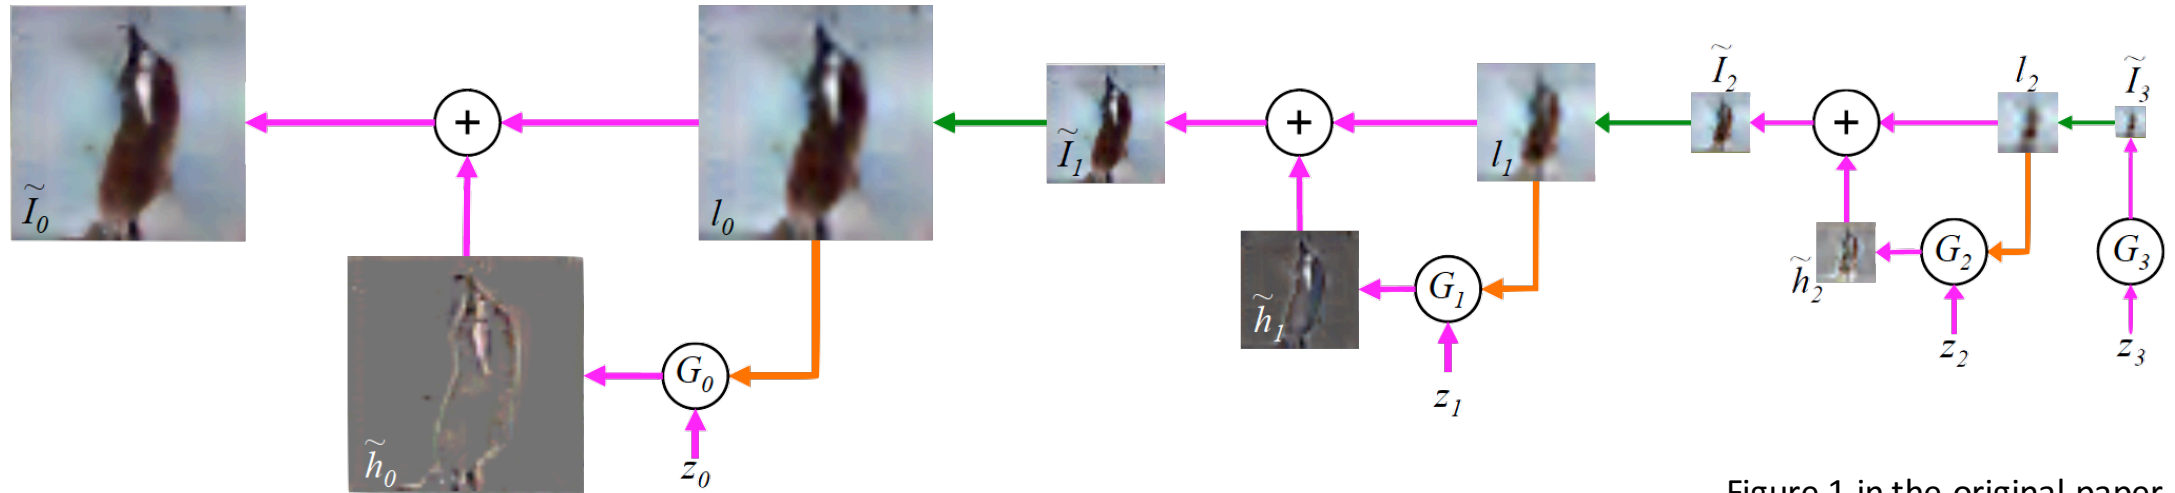 Ĩ₀
+
l₀
h̃₀
G₀
z₀
Ĩ₁
+
l₁
h̃₁
G₁
z₁
Ĩ₂
+
l₂
Ĩ₃
h̃₂
G₂
G₃
z₂
z₃
Figure 1 in the original paper